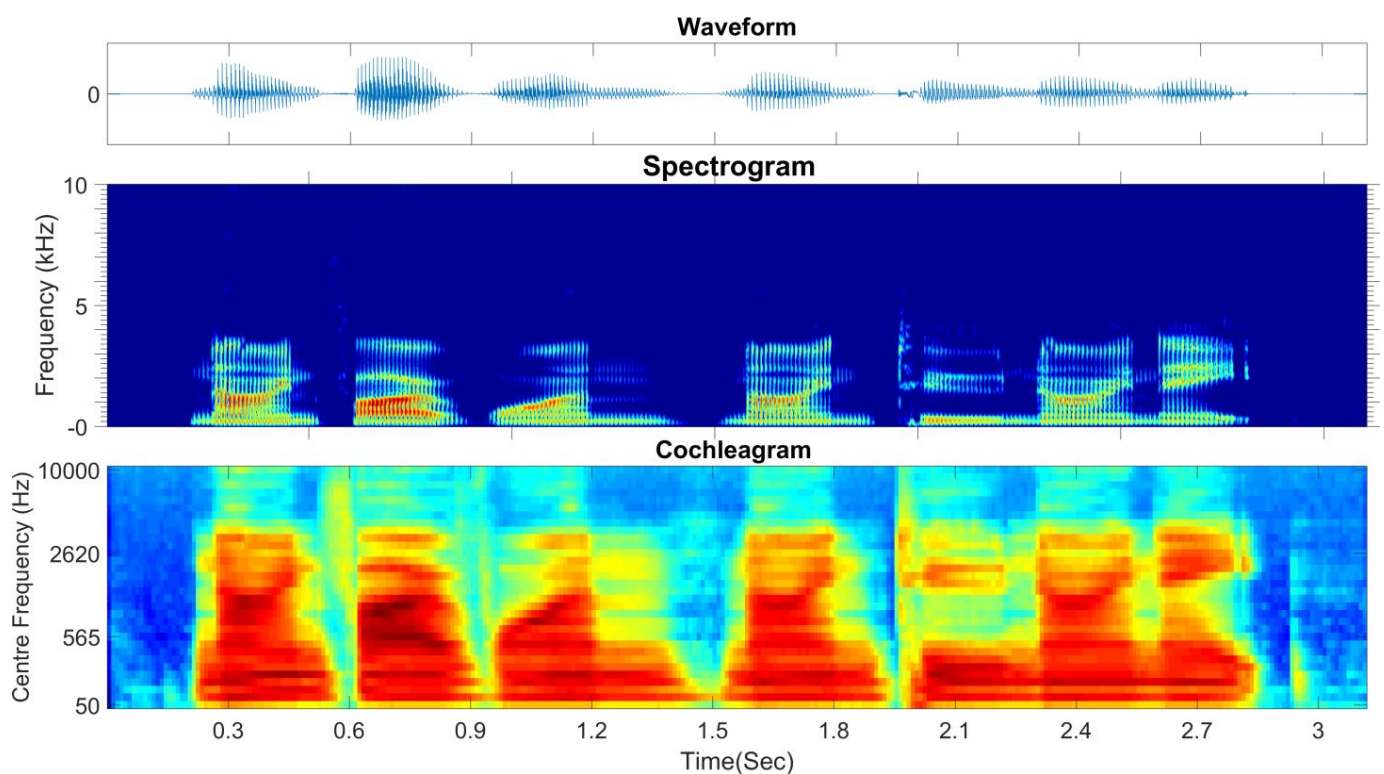 Waveform
0
Spectrogram
10
5
-0
Frequency (kHz)
Cochleagram
10000
2620
565
50
Centre Frequency (Hz)
0.3 0.6 0.9 1.2 1.5 1.8 2.1 2.4 2.7 3
Time(Sec)